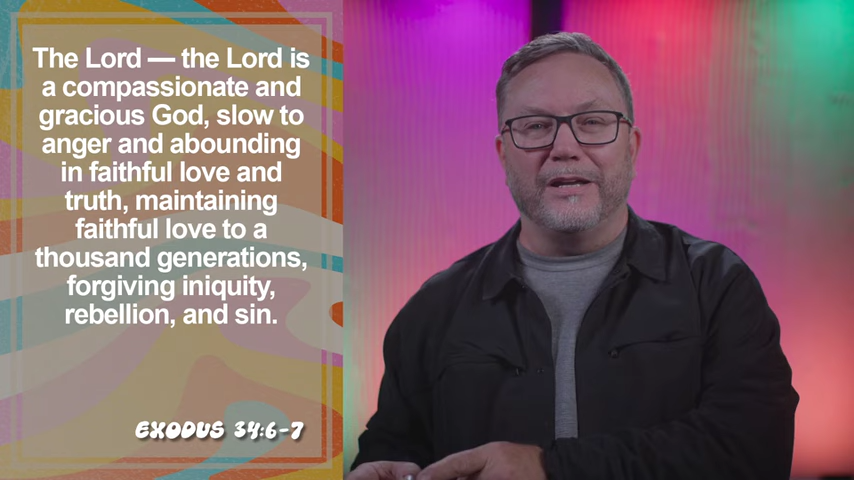 The Lord — the Lord is
a compassionate and
gracious God, slow to
anger and abounding
in faithful love and
truth, maintaining
faithful love to a
thousand generations,
forgiving iniquity,
rebellion, and sin.
EXODUS 34:6-7